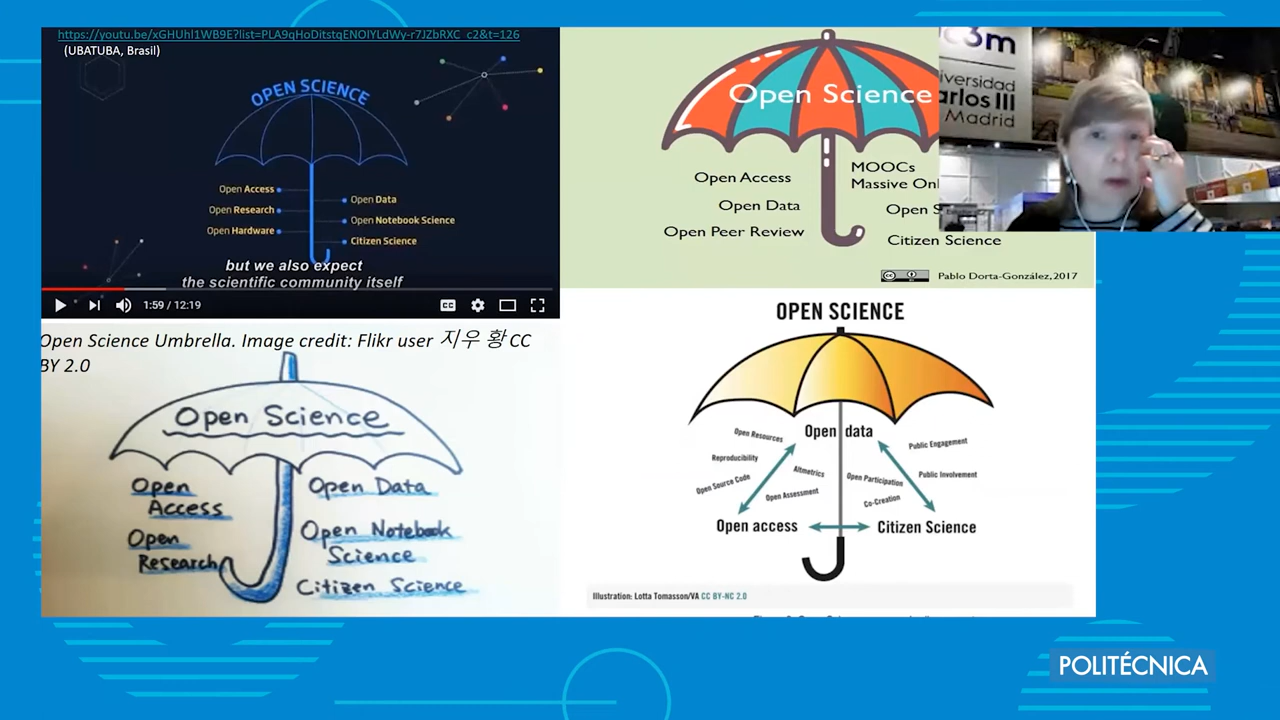 https://youtu.be/xGHUhl1WB9E?list=PLA9qHoDitstqENOIYLdWy-r7JZbRXC_c2&t=126
(UBATUBA, Brasil)
OPEN SCIENCE
Open Access
Open Research
Open Hardware
Open Data
Open Notebook Science
Citizen Science
but we also expect
the scientific community itself
1:59 / 12:19
CC
Open Science Umbrella. Image credit: Flikr user 지우 황 CC
BY 2.0
Open Science
Open
Access
Open
Research
Open Data
Open Notebook
Science
Citizen Science
Open Science
Open Access
Open Data
Open Peer Review
MOOCs
Massive Onl
Open S
Citizen Science
Pablo Dorta-González,2017
OPEN SCIENCE
Open data
Open Resources
Reproducibility
Open Source Code
Altmetrics
Open Assessment
Open Participation
Co-Creation
Public Engagement
Public Involvement
Open access
Citizen Science
Illustration: Lotta Tomasson/VA CC BY-NC 2.0
3m
iversidad
arlos III
Madrid
POLITÉCNICA